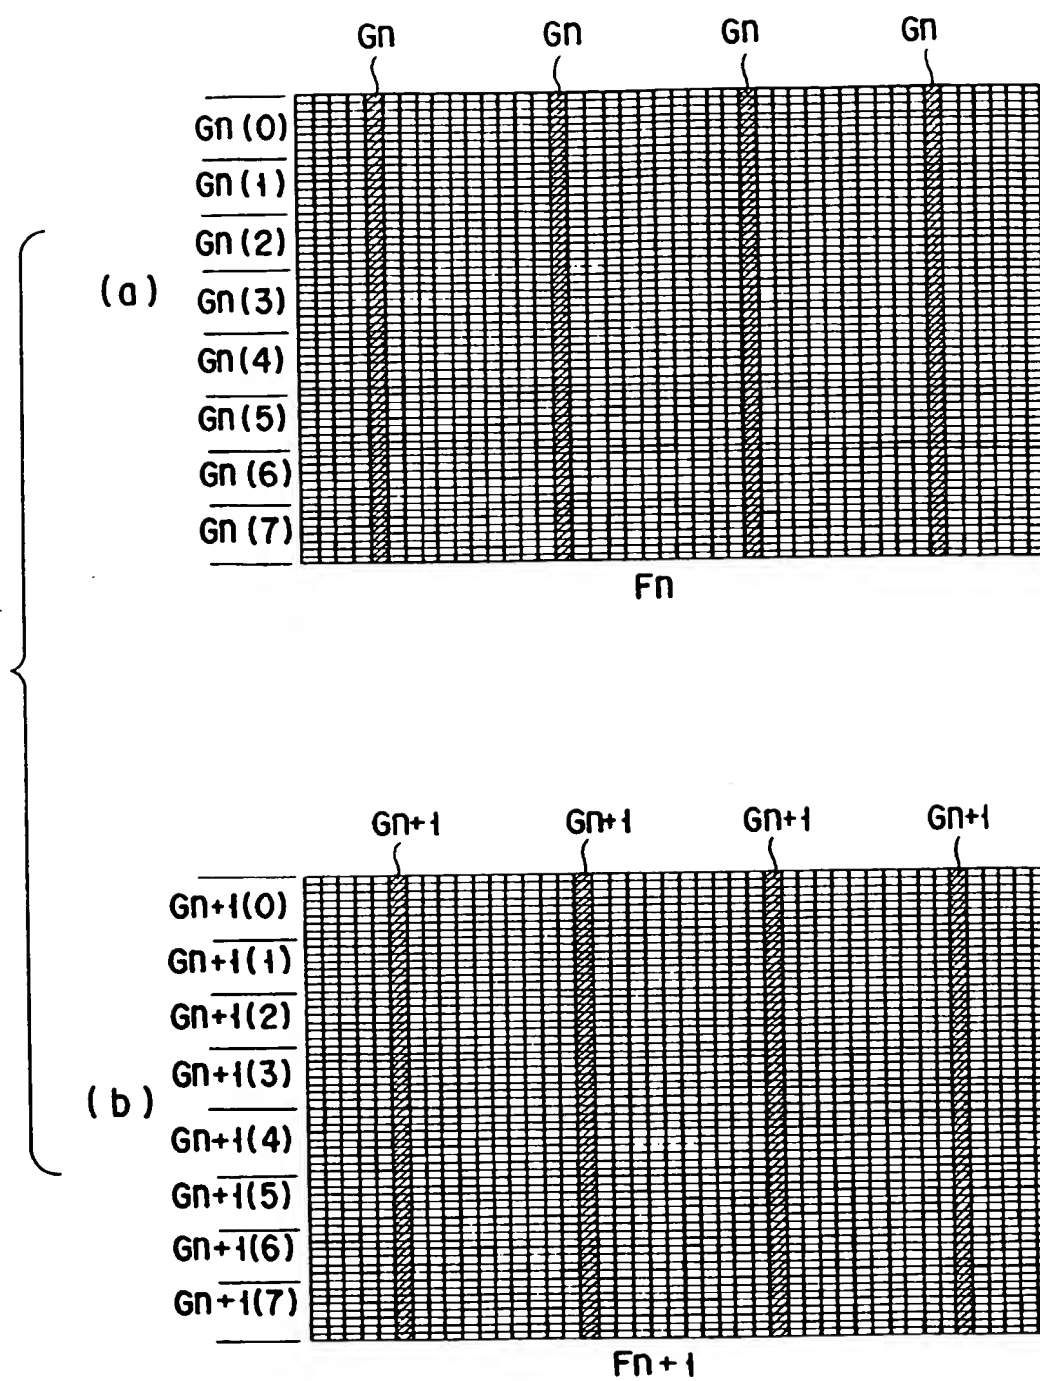 Gn Gn Gn Gn
Gn (0)
Gn (1)
Gn (2)
(a)
Gn (3)
Gn (4)
Gn (5)
Gn (6)
Gn (7)
Fn
Gn+1 Gn+1 Gn+1 Gn+1
Gn+1(0)
Gn+1(1)
Gn+1(2)
Gn+1(3)
(b)
Gn+1(4)
Gn+1(5)
Gn+1(6)
Gn+1(7)
Fn+1